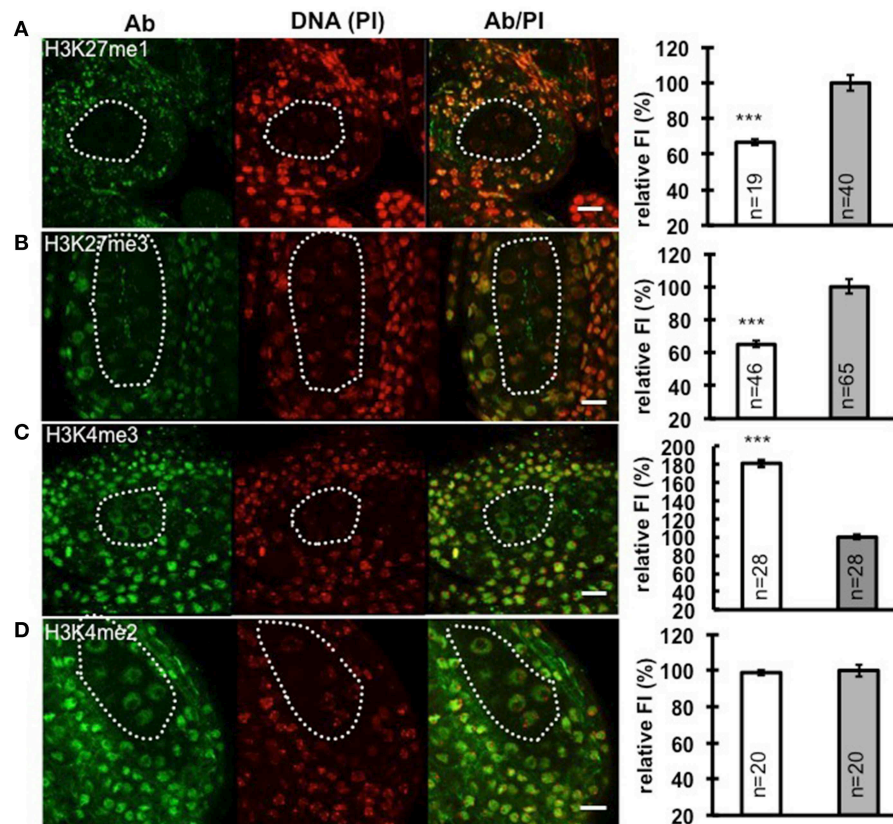 Ab DNA (PI) Ab/PI
A
H3K27me1
relative FI (%)
120
100
80
60
40
20
***
n=19
n=40
B
H3K27me3
relative FI (%)
120
100
80
60
40
20
***
n=46
n=65
C
H3K4me3
relative FI (%)
200
180
160
140
120
100
80
60
40
20
***
n=28
n=28
D
H3K4me2
relative FI (%)
120
100
80
60
40
20
n=20
n=20